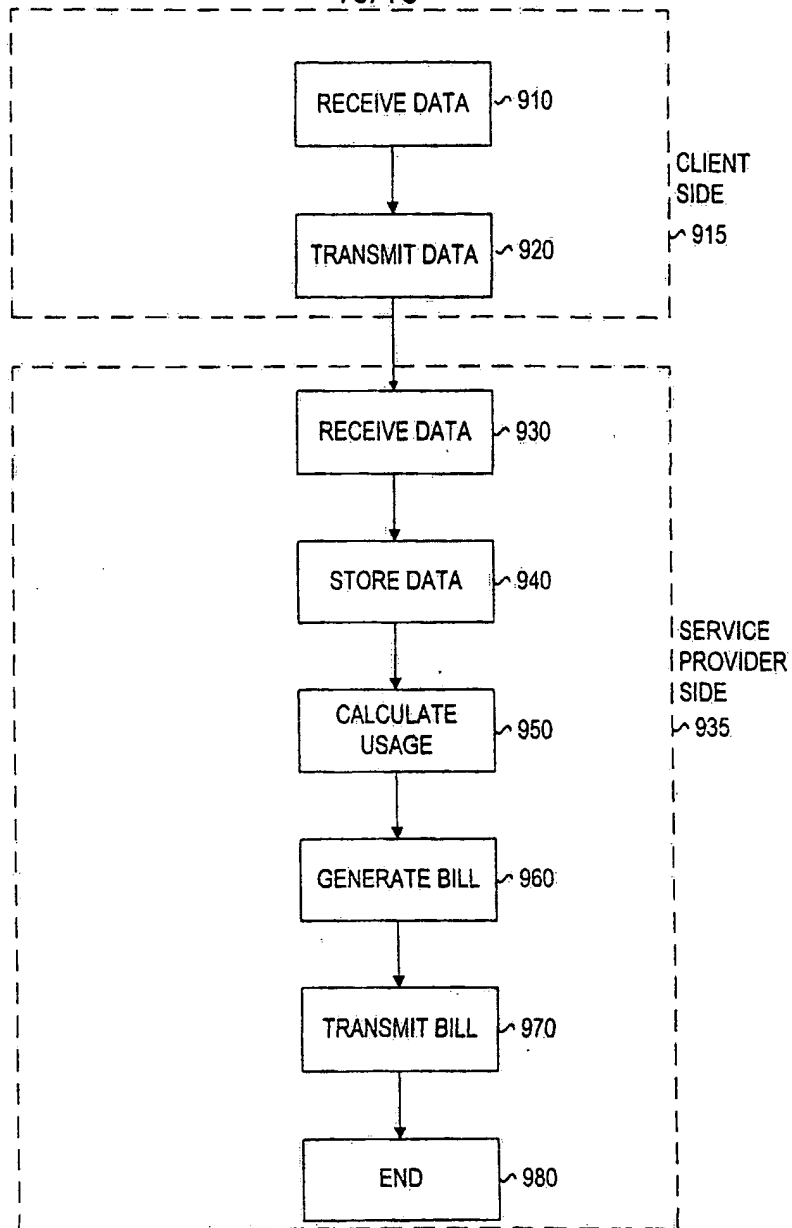 RECEIVE DATA 910
CLIENT
SIDE
915
TRANSMIT DATA 920
RECEIVE DATA 930
STORE DATA 940
SERVICE
PROVIDER
SIDE
935
CALCULATE
USAGE
950
GENERATE BILL 960
TRANSMIT BILL 970
END 980